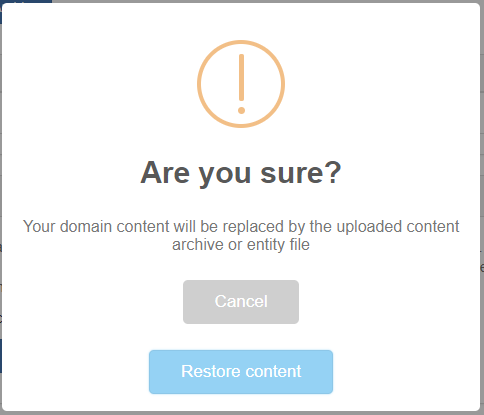 Are you sure?
Your domain content will be replaced by the uploaded content
archive or entity file
Cancel
Restore content